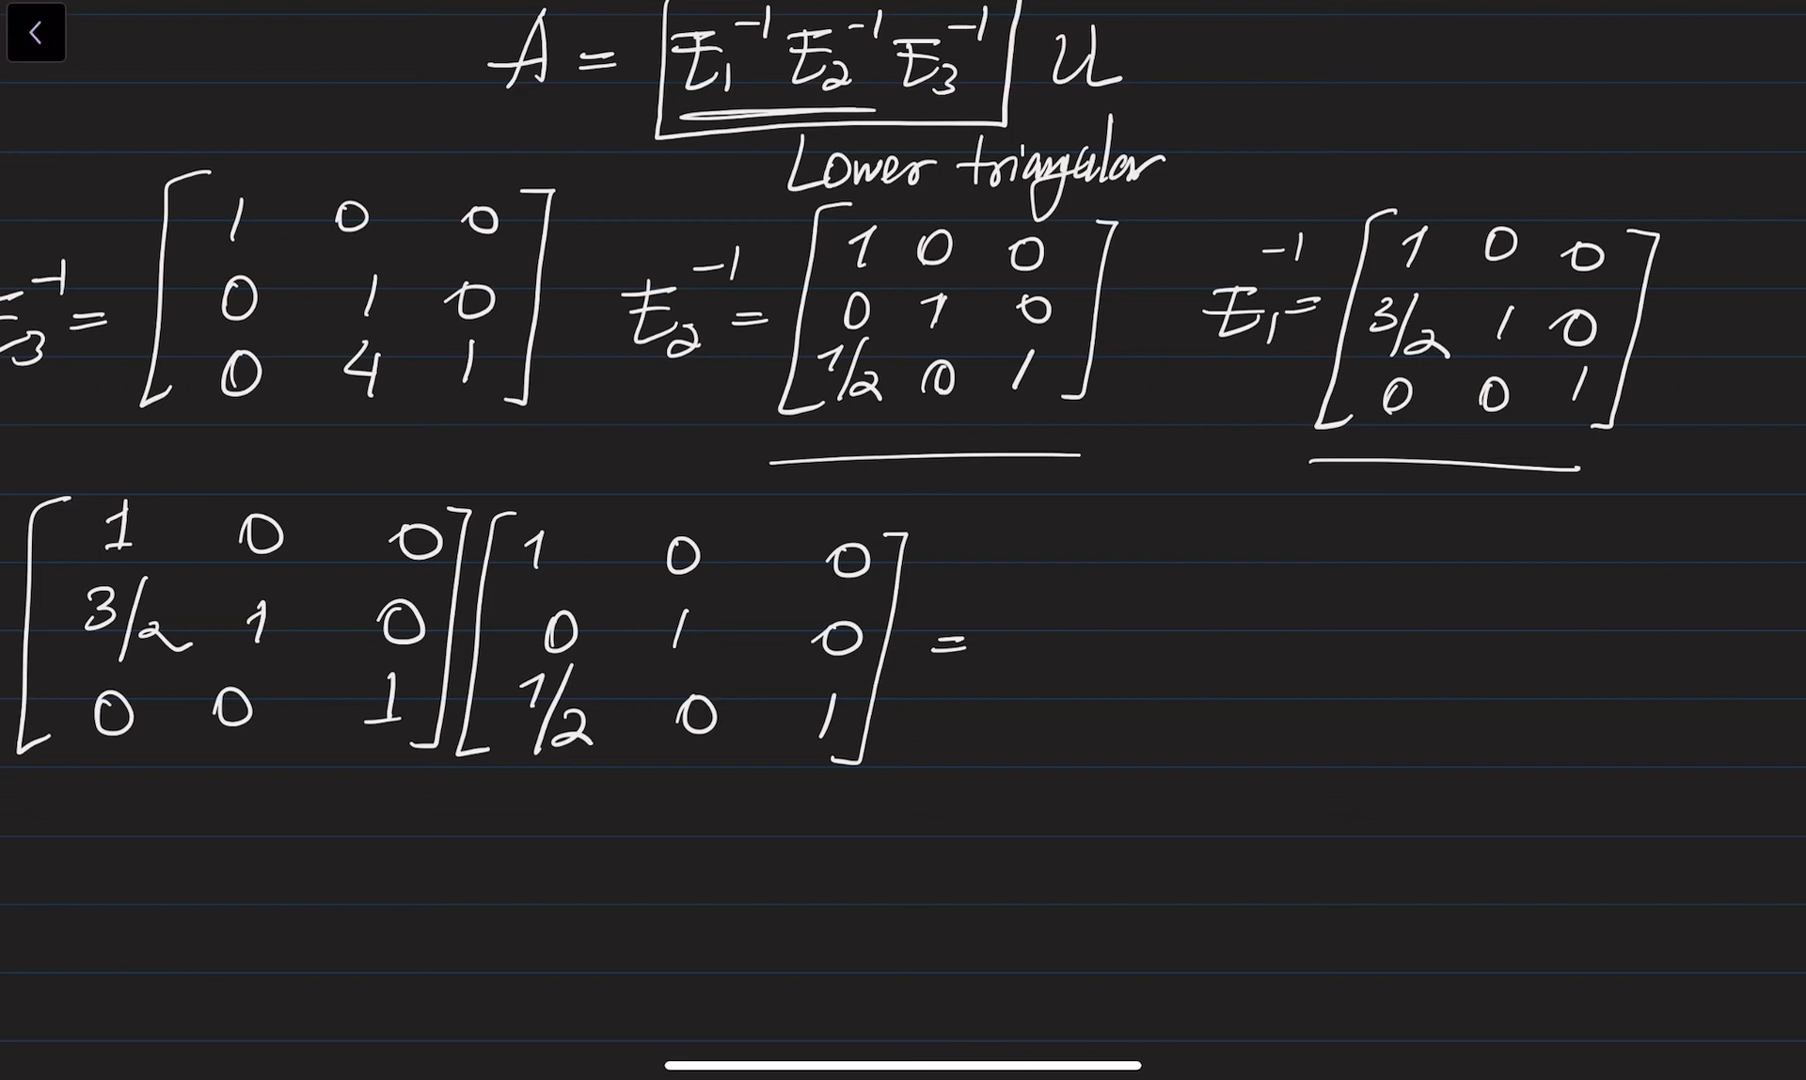 A = E₁⁻¹ E₂⁻¹ E₃⁻¹ U
Lower triangular
E₃⁻¹ = [1 0 0; 0 1 0; 0 4 1] E₂⁻¹ = [1 0 0; 0 1 0; 1/2 0 1] E₁⁻¹ = [1 0 0; 3/2 1 0; 0 0 1]
[1 0 0; 3/2 1 0; 0 0 1] [1 0 0; 0 1 0; 1/2 0 1] =